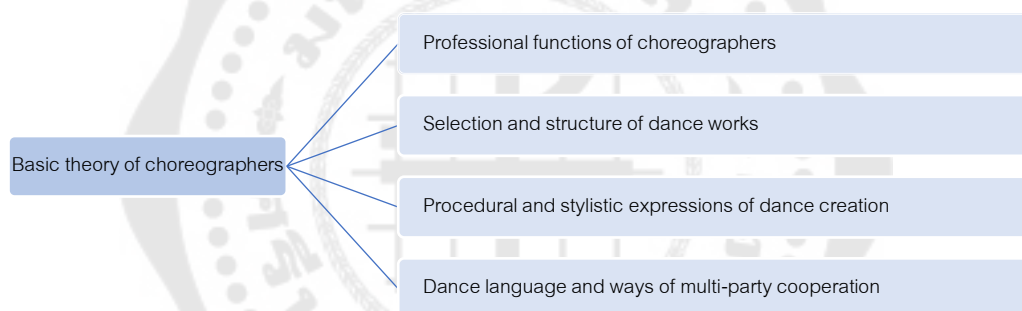 Professional functions of choreographers
Selection and structure of dance works
Basic theory of choreographers
Procedural and stylistic expressions of dance creation
Dance language and ways of multi-party cooperation